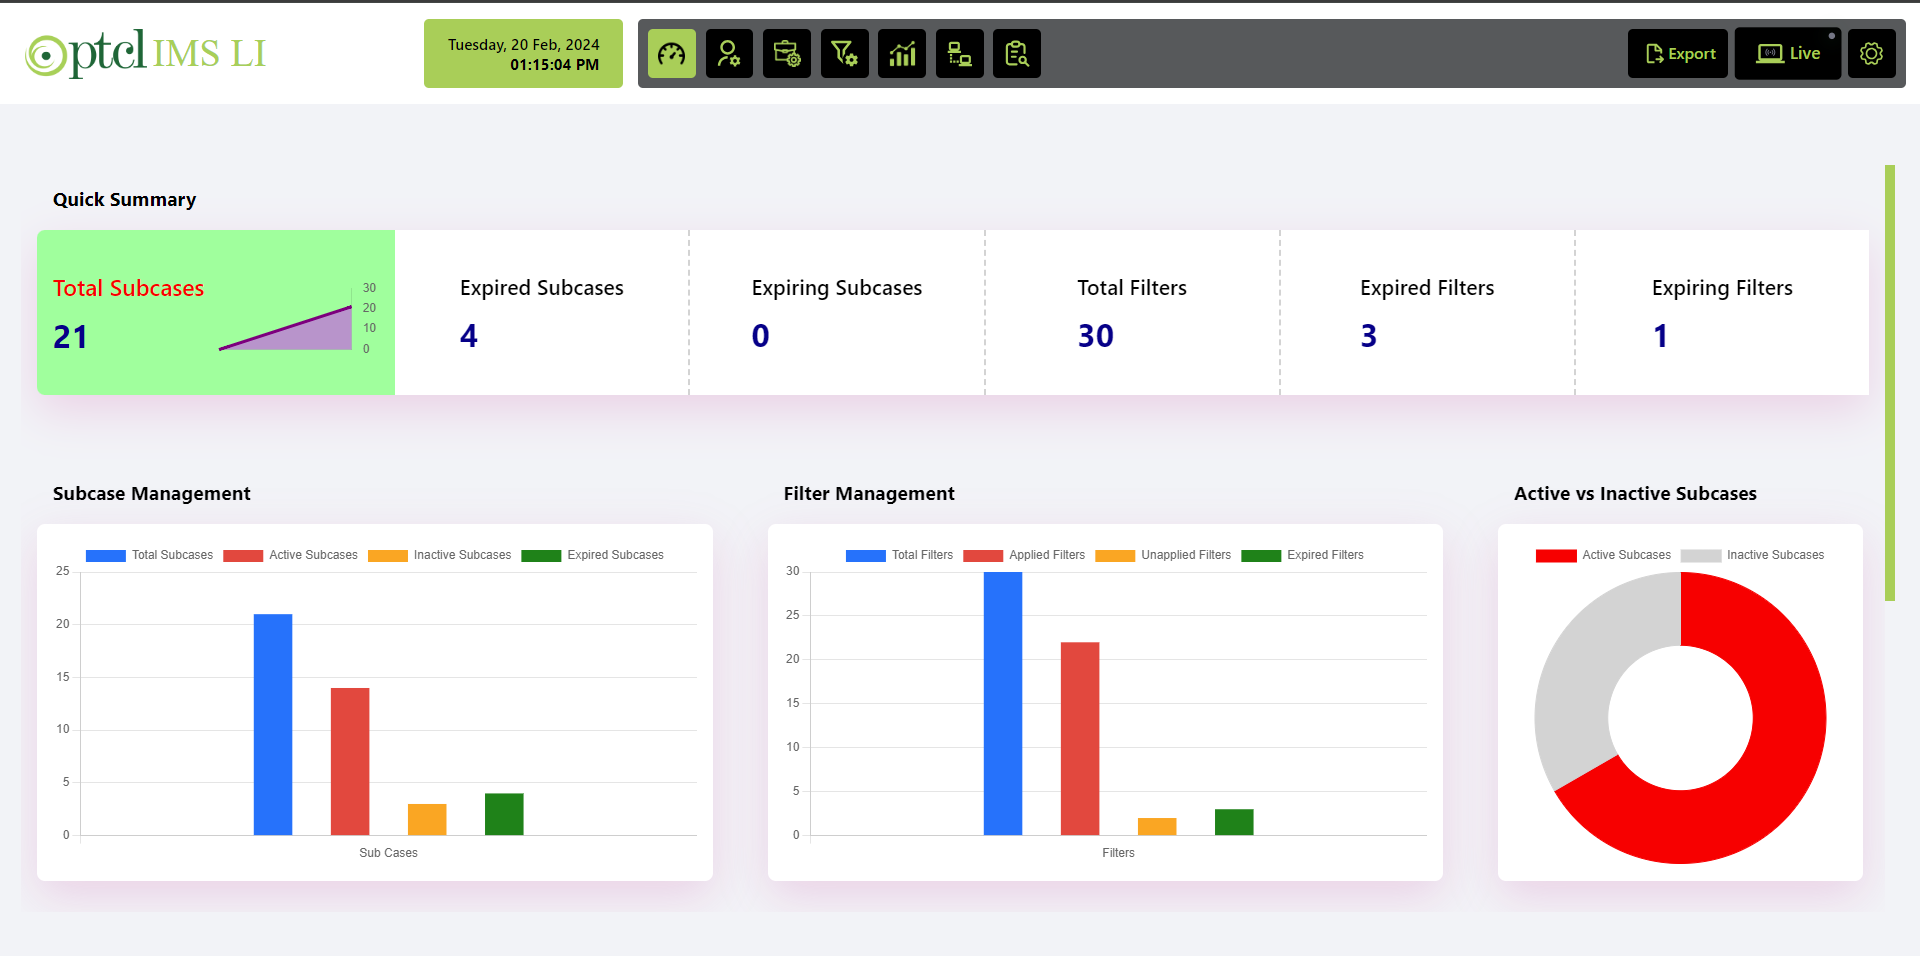 ptcl IMS LI
Tuesday, 20 Feb, 2024
01:15:04 PM
Export
Live
Quick Summary
Total Subcases
21
30
20
10
0
Expired Subcases
4
Expiring Subcases
0
Total Filters
30
Expired Filters
3
Expiring Filters
1
Subcase Management
Total Subcases Active Subcases Inactive Subcases Expired Subcases
25
20
15
10
5
0
Sub Cases
Filter Management
Total Filters Applied Filters Unapplied Filters Expired Filters
30
25
20
15
10
5
0
Filters
Active vs Inactive Subcases
Active Subcases Inactive Subcases